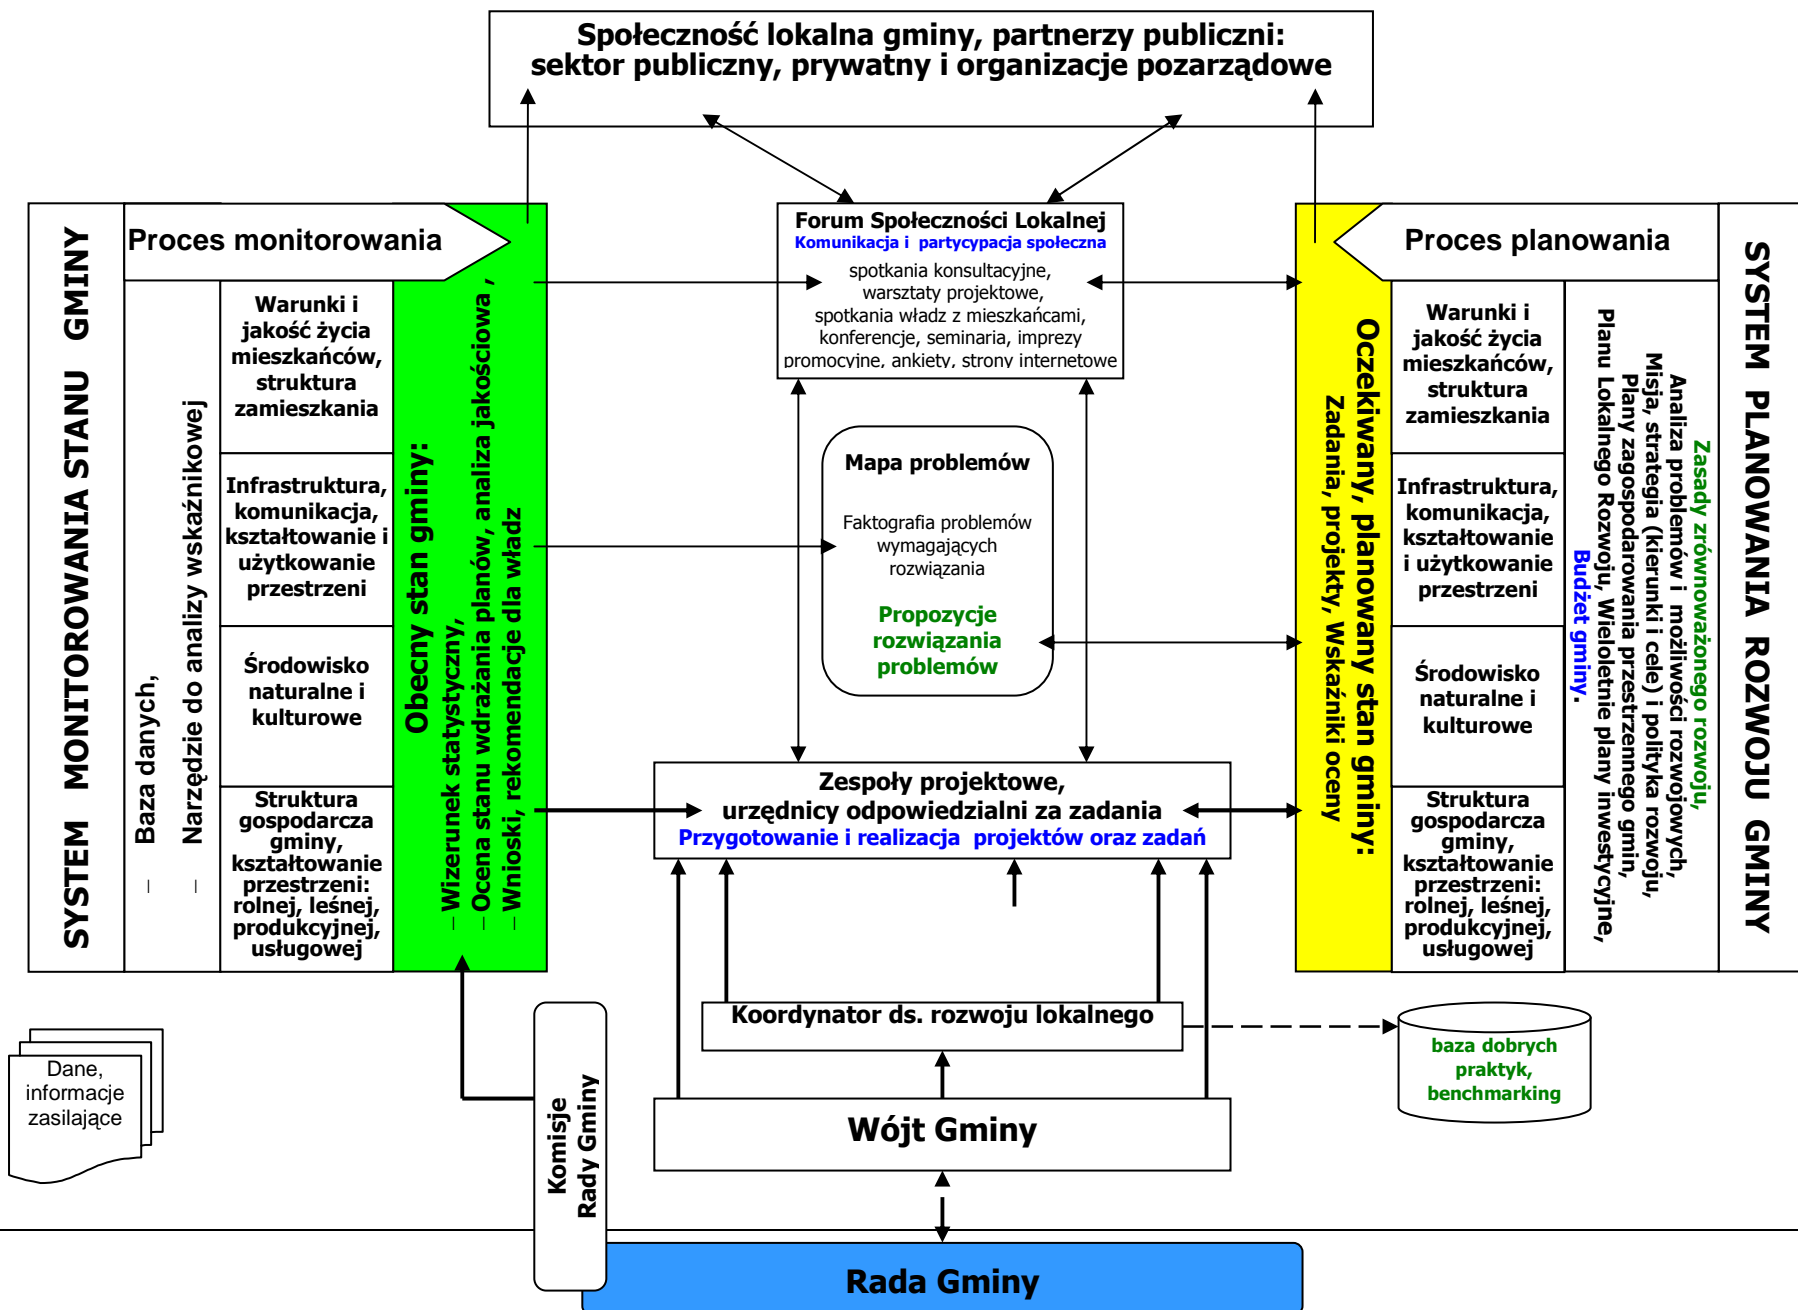 Społeczność lokalna gminy, partnerzy publiczni:
sektor publiczny, prywatny i organizacje pozarządowe
SYSTEM MONITOROWANIA STANU GMINY
Proces monitorowania
– Baza danych,
– Narzędzie do analizy wskaźnikowej
Warunki i
jakość życia
mieszkańców,
struktura
zamieszkania
Infrastruktura,
komunikacja,
kształtowanie i
użytkowanie
przestrzeni
Środowisko
naturalne i
kulturowe
Struktura
gospodarcza
gminy,
kształtowanie
przestrzeni:
rolnej, leśnej,
produkcyjnej,
usługowej
Obecny stan gminy:
– Wizerunek statystyczny,
– Ocena stanu wdrażania planów, analiza jakościowa ,
– Wnioski, rekomendacje dla władz
Forum Społeczności Lokalnej
Komunikacja i partycypacja społeczna
spotkania konsultacyjne,
warsztaty projektowe,
spotkania władz z mieszkańcami,
konferencje, seminaria, imprezy
promocyjne, ankiety, strony internetowe
Mapa problemów
Faktografia problemów
wymagających
rozwiązania
Propozycje
rozwiązania
problemów
Zespoły projektowe,
urzędnicy odpowiedzialni za zadania
Przygotowanie i realizacja projektów oraz zadań
Proces planowania
Oczekiwany, planowany stan gminy:
Zadania, projekty, Wskaźniki oceny
Warunki i
jakość życia
mieszkańców,
struktura
zamieszkania
Infrastruktura,
komunikacja,
kształtowanie
i użytkowanie
przestrzeni
Środowisko
naturalne i
kulturowe
Struktura
gospodarcza
gminy,
kształtowanie
przestrzeni:
rolnej, leśnej,
produkcyjnej,
usługowej
Zasady zrównoważonego rozwoju,
Analiza problemów i możliwości rozwojowych,
Misja, strategia (kierunki i cele) i polityka rozwoju,
Plany zagospodarowania przestrzennego gmin,
Planu Lokalnego Rozwoju, Wieloletnie plany inwestycyjne,
Budżet gminy.
SYSTEM PLANOWANIA ROZWOJU GMINY
Koordynator ds. rozwoju lokalnego
baza dobrych
praktyk,
benchmarking
Dane,
informacje
zasilające
Komisje
Rady Gminy
Wójt Gminy
Rada Gminy